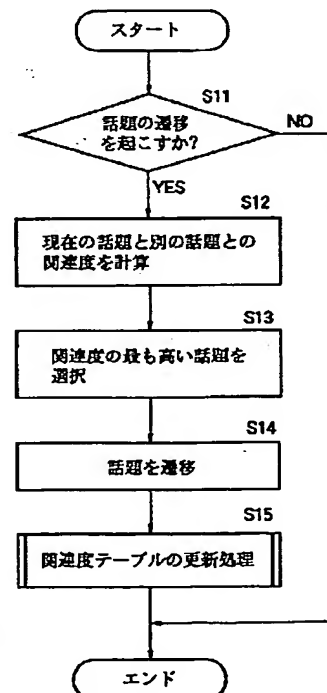 スタート
S11
話題の遷移
を起こすか?
NO
YES
S12
現在の話題と別の話題との
関連度を計算
S13
関連度の最も高い話題を
選択
S14
話題を遷移
S15
関連度テーブルの更新処理
エンド